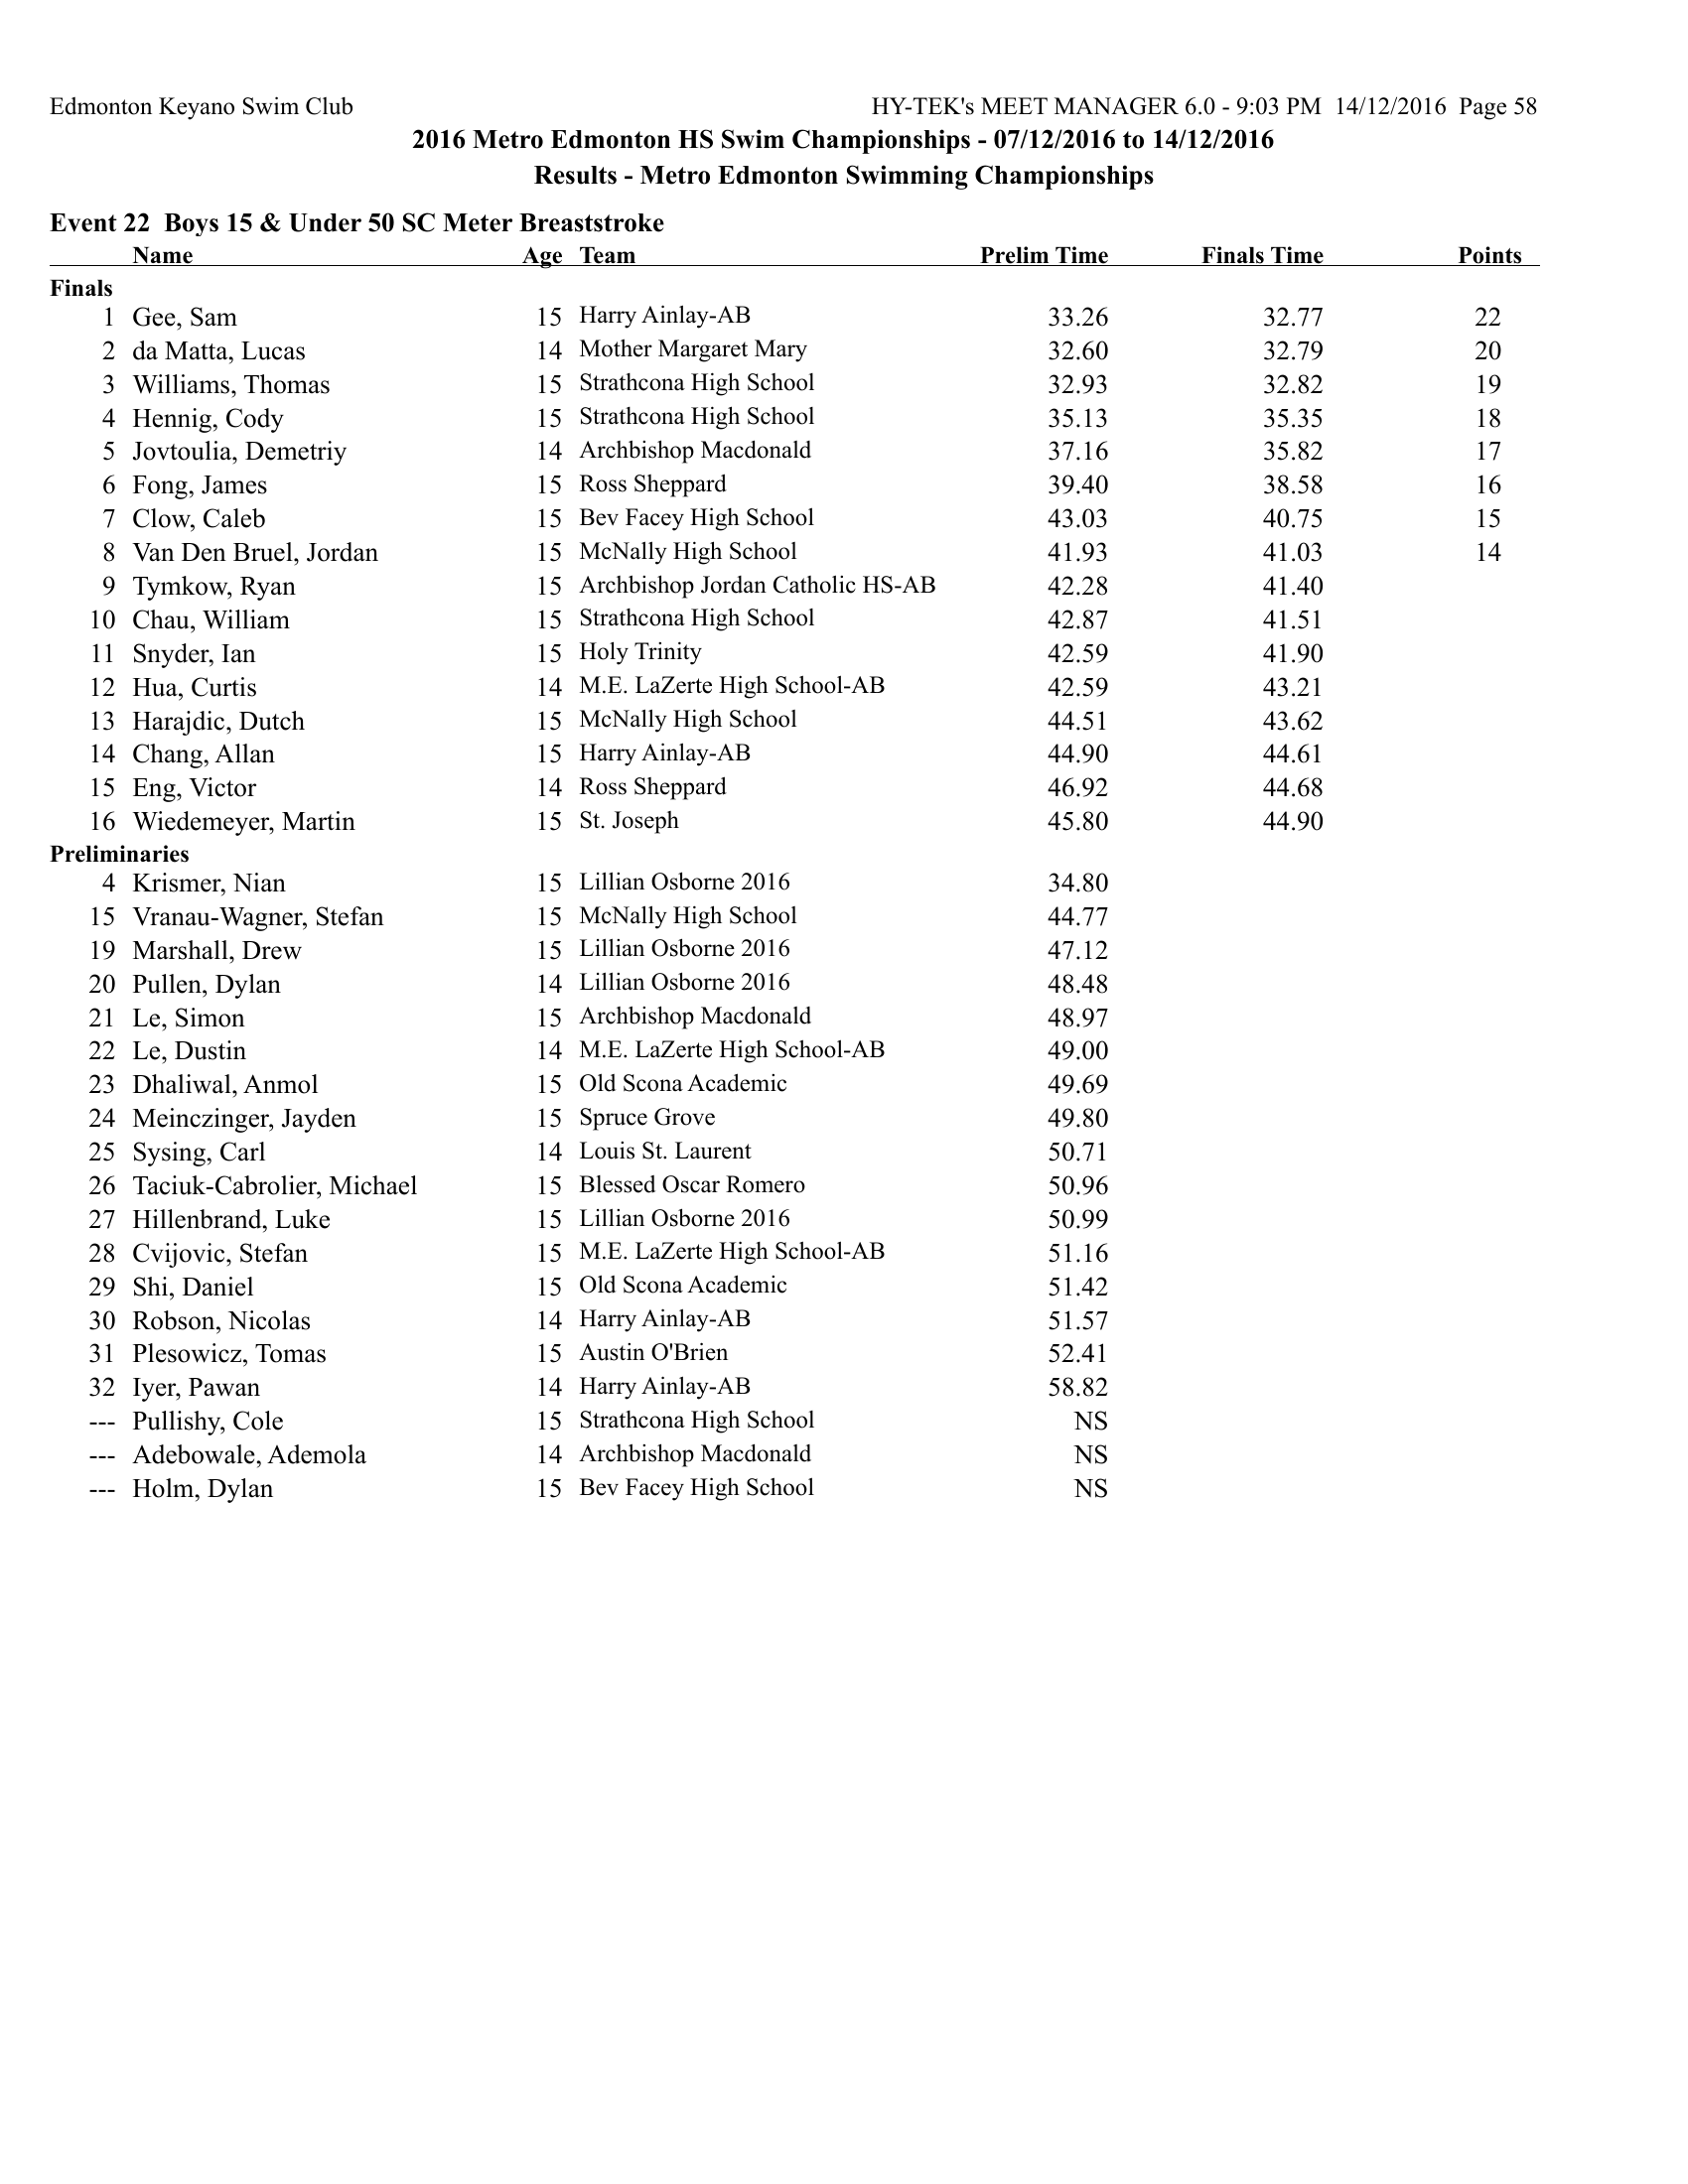 Edmonton Keyano Swim Club HY-TEK's MEET MANAGER 6.0 - 9:03 PM 14/12/2016 Page 58
2016 Metro Edmonton HS Swim Championships - 07/12/2016 to 14/12/2016
Results - Metro Edmonton Swimming Championships
Event 22 Boys 15 & Under 50 SC Meter Breaststroke
Name Age Team Prelim Time Finals Time Points
Finals
1 Gee, Sam 15 Harry Ainlay-AB 33.26 32.77 22
2 da Matta, Lucas 14 Mother Margaret Mary 32.60 32.79 20
3 Williams, Thomas 15 Strathcona High School 32.93 32.82 19
4 Hennig, Cody 15 Strathcona High School 35.13 35.35 18
5 Jovtoulia, Demetriy 14 Archbishop Macdonald 37.16 35.82 17
6 Fong, James 15 Ross Sheppard 39.40 38.58 16
7 Clow, Caleb 15 Bev Facey High School 43.03 40.75 15
8 Van Den Bruel, Jordan 15 McNally High School 41.93 41.03 14
9 Tymkow, Ryan 15 Archbishop Jordan Catholic HS-AB 42.28 41.40
10 Chau, William 15 Strathcona High School 42.87 41.51
11 Snyder, Ian 15 Holy Trinity 42.59 41.90
12 Hua, Curtis 14 M.E. LaZerte High School-AB 42.59 43.21
13 Harajdic, Dutch 15 McNally High School 44.51 43.62
14 Chang, Allan 15 Harry Ainlay-AB 44.90 44.61
15 Eng, Victor 14 Ross Sheppard 46.92 44.68
16 Wiedemeyer, Martin 15 St. Joseph 45.80 44.90
Preliminaries
4 Krismer, Nian 15 Lillian Osborne 2016 34.80
15 Vranau-Wagner, Stefan 15 McNally High School 44.77
19 Marshall, Drew 15 Lillian Osborne 2016 47.12
20 Pullen, Dylan 14 Lillian Osborne 2016 48.48
21 Le, Simon 15 Archbishop Macdonald 48.97
22 Le, Dustin 14 M.E. LaZerte High School-AB 49.00
23 Dhaliwal, Anmol 15 Old Scona Academic 49.69
24 Meinczinger, Jayden 15 Spruce Grove 49.80
25 Sysing, Carl 14 Louis St. Laurent 50.71
26 Taciuk-Cabrolier, Michael 15 Blessed Oscar Romero 50.96
27 Hillenbrand, Luke 15 Lillian Osborne 2016 50.99
28 Cvijovic, Stefan 15 M.E. LaZerte High School-AB 51.16
29 Shi, Daniel 15 Old Scona Academic 51.42
30 Robson, Nicolas 14 Harry Ainlay-AB 51.57
31 Plesowicz, Tomas 15 Austin O'Brien 52.41
32 Iyer, Pawan 14 Harry Ainlay-AB 58.82
--- Pullishy, Cole 15 Strathcona High School NS
--- Adebowale, Ademola 14 Archbishop Macdonald NS
--- Holm, Dylan 15 Bev Facey High School NS